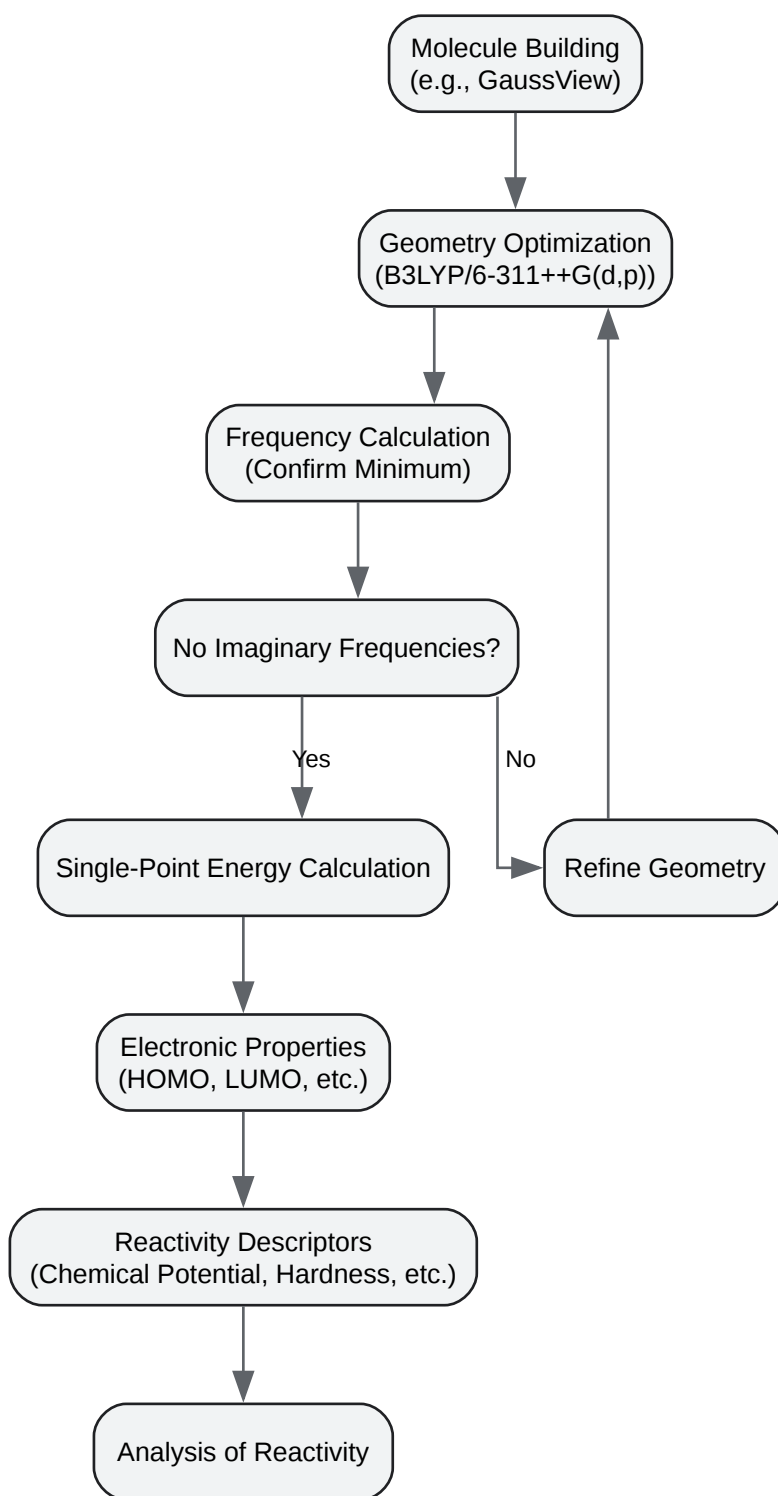 Molecule Building
(e.g., GaussView)
Geometry Optimization
(B3LYP/6-311++G(d,p))
Frequency Calculation
(Confirm Minimum)
No Imaginary Frequencies?
Yes
No
Single-Point Energy Calculation
Refine Geometry
Electronic Properties
(HOMO, LUMO, etc.)
Reactivity Descriptors
(Chemical Potential, Hardness, etc.)
Analysis of Reactivity